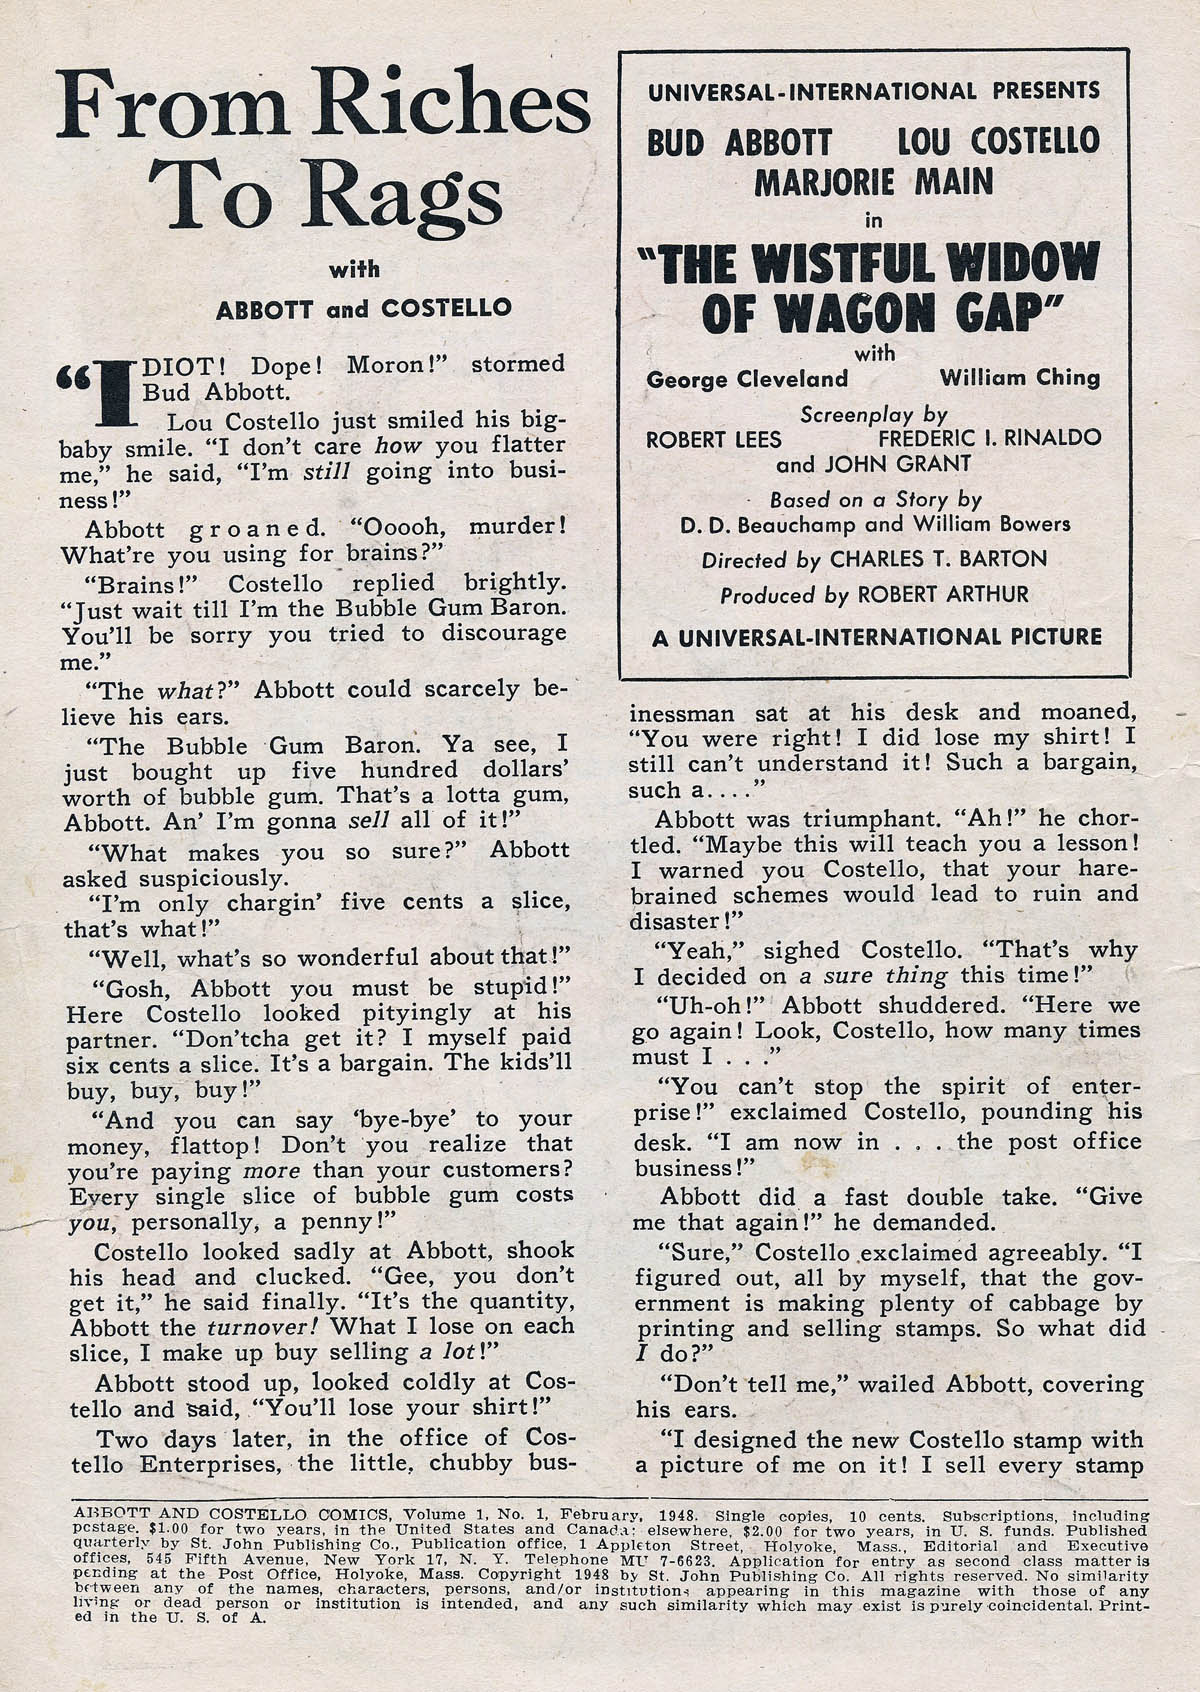 From Riches
To Rags
with
ABBOTT and COSTELLO
“IDIOT! Dope! Moron!” stormed
Bud Abbott.
Lou Costello just smiled his big-
baby smile. “I don’t care how you flatter
me,” he said, “I’m still going into busi-
ness!”
Abbott groaned. “Ooooh, murder!
What’re you using for brains?”
“Brains!” Costello replied brightly.
“Just wait till I’m the Bubble Gum Baron.
You’ll be sorry you tried to discourage
me.”
“The what?” Abbott could scarcely be-
lieve his ears.
“The Bubble Gum Baron. Ya see, I
just bought up five hundred dollars’
worth of bubble gum. That’s a lotta gum,
Abbott. An’ I’m gonna sell all of it!”
“What makes you so sure?” Abbott
asked suspiciously.
“I’m only chargin’ five cents a slice,
that’s what!”
“Well, what’s so wonderful about that!”
“Gosh, Abbott you must be stupid!”
Here Costello looked pityingly at his
partner. “Don’tcha get it? I myself paid
six cents a slice. It’s a bargain. The kids’ll
buy, buy, buy!”
“And you can say ‘bye-bye’ to your
money, flattop! Don’t you realize that
you’re paying more than your customers?
Every single slice of bubble gum costs
you, personally, a penny!”
Costello looked sadly at Abbott, shook
his head and clucked. “Gee, you don’t
get it,” he said finally. “It’s the quantity,
Abbott the turnover! What I lose on each
slice, I make up buy selling a lot!”
Abbott stood up, looked coldly at Cos-
tello and said, “You’ll lose your shirt!”
Two days later, in the office of Cos-
tello Enterprises, the little, chubby bus-
UNIVERSAL-INTERNATIONAL PRESENTS
BUD ABBOTT LOU COSTELLO
MARJORIE MAIN
in
“THE WISTFUL WIDOW
OF WAGON GAP”
with
George Cleveland William Ching
Screenplay by
ROBERT LEES FREDERIC I. RINALDO
and JOHN GRANT
Based on a Story by
D. D. Beauchamp and William Bowers
Directed by CHARLES T. BARTON
Produced by ROBERT ARTHUR
A UNIVERSAL-INTERNATIONAL PICTURE
inessman sat at his desk and moaned,
“You were right! I did lose my shirt! I
still can’t understand it! Such a bargain,
such a....”
Abbott was triumphant. “Ah!” he chor-
tled. “Maybe this will teach you a lesson!
I warned you Costello, that your hare-
brained schemes would lead to ruin and
disaster!”
“Yeah,” sighed Costello. “That’s why
I decided on a sure thing this time!”
“Uh-oh!” Abbott shuddered. “Here we
go again! Look, Costello, how many times
must I . . .”
“You can’t stop the spirit of enter-
prise!” exclaimed Costello, pounding his
desk. “I am now in . . . the post office
business!”
Abbott did a fast double take. “Give
me that again!” he demanded.
“Sure,” Costello exclaimed agreeably. “I
figured out, all by myself, that the gov-
ernment is making plenty of cabbage by
printing and selling stamps. So what did
I do?”
“Don’t tell me,” wailed Abbott, covering
his ears.
“I designed the new Costello stamp with
a picture of me on it! I sell every stamp
ABBOTT AND COSTELLO COMICS, Volume 1, No. 1, February, 1948. Single copies, 10 cents. Subscriptions, including
postage, $1.00 for two years, in the United States and Canada; elsewhere, $2.00 for two years, in U. S. funds. Published
quarterly by St. John Publishing Co., Publication office, 1 Appleton Street, Holyoke, Mass., Editorial and Executive
offices, 545 Fifth Avenue, New York 17, N. Y. Telephone MU 7-6623. Application for entry as second class matter is
pending at the Post Office, Holyoke, Mass. Copyright 1948 by St. John Publishing Co. All rights reserved. No similarity
between any of the names, characters, persons, and/or institutions appearing in this magazine with those of any
living or dead person or institution is intended, and any such similarity which may exist is purely coincidental. Print-
ed in the U. S. of A.